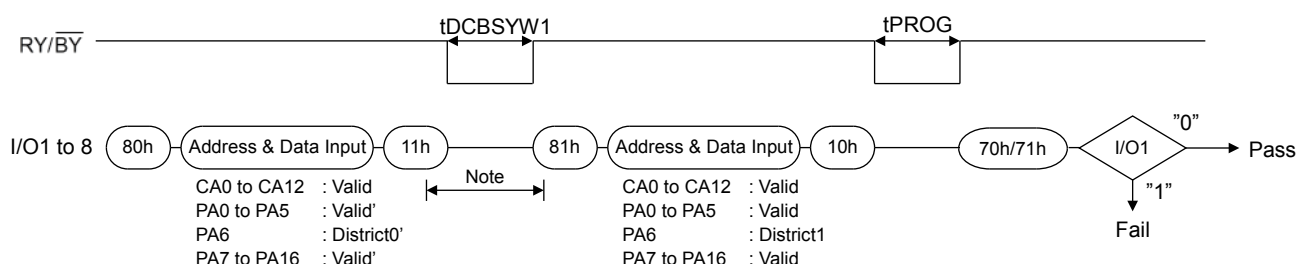 tDCBSYW1
tPROG
RY/BY
I/O1 to 8
80h
Address & Data Input
11h
81h
Address & Data Input
10h
70h/71h
I/O1
"0"
Pass
"1"
Fail
Note
CA0 to CA12 : Valid
PA0 to PA5 : Valid'
PA6 : District0'
PA7 to PA16 : Valid'
CA0 to CA12 : Valid
PA0 to PA5 : Valid
PA6 : District1
PA7 to PA16 : Valid